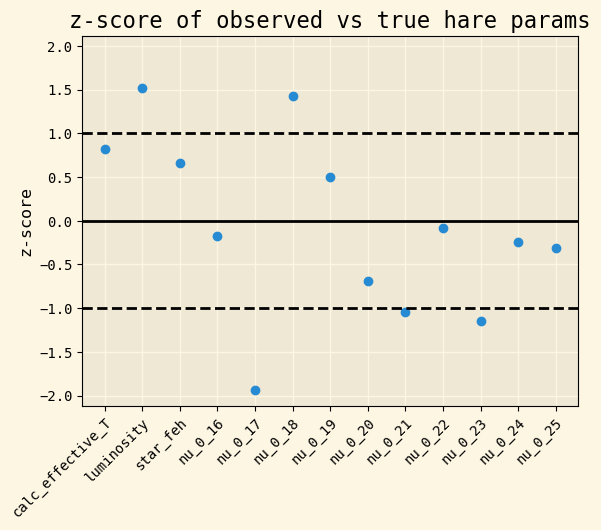 z-score of observed vs true hare params
z-score
2.0
1.5
1.0
0.5
0.0
−0.5
−1.0
−1.5
−2.0
calc_effective_T
luminosity
star_feh
nu_0_16
nu_0_17
nu_0_18
nu_0_19
nu_0_20
nu_0_21
nu_0_22
nu_0_23
nu_0_24
nu_0_25